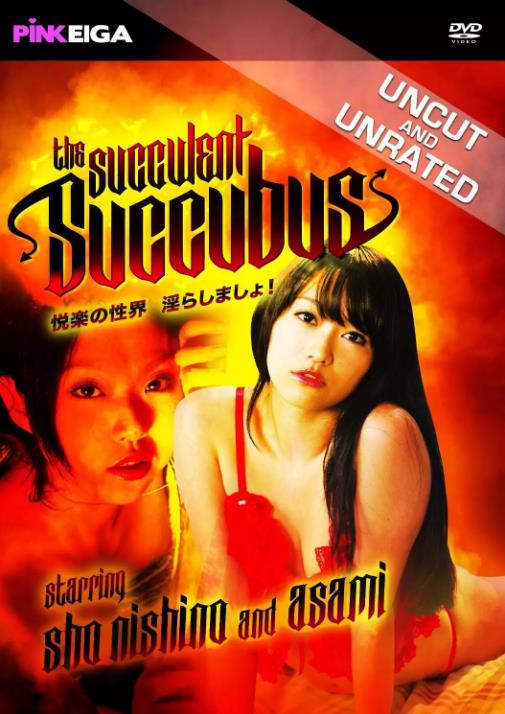 PINKEIGA
DVD
VIDEO
UNCUT
AND
UNRATED
the succulent
Succubus
悦楽の性界 淫らしましょ!
starring
sho nishino and asami